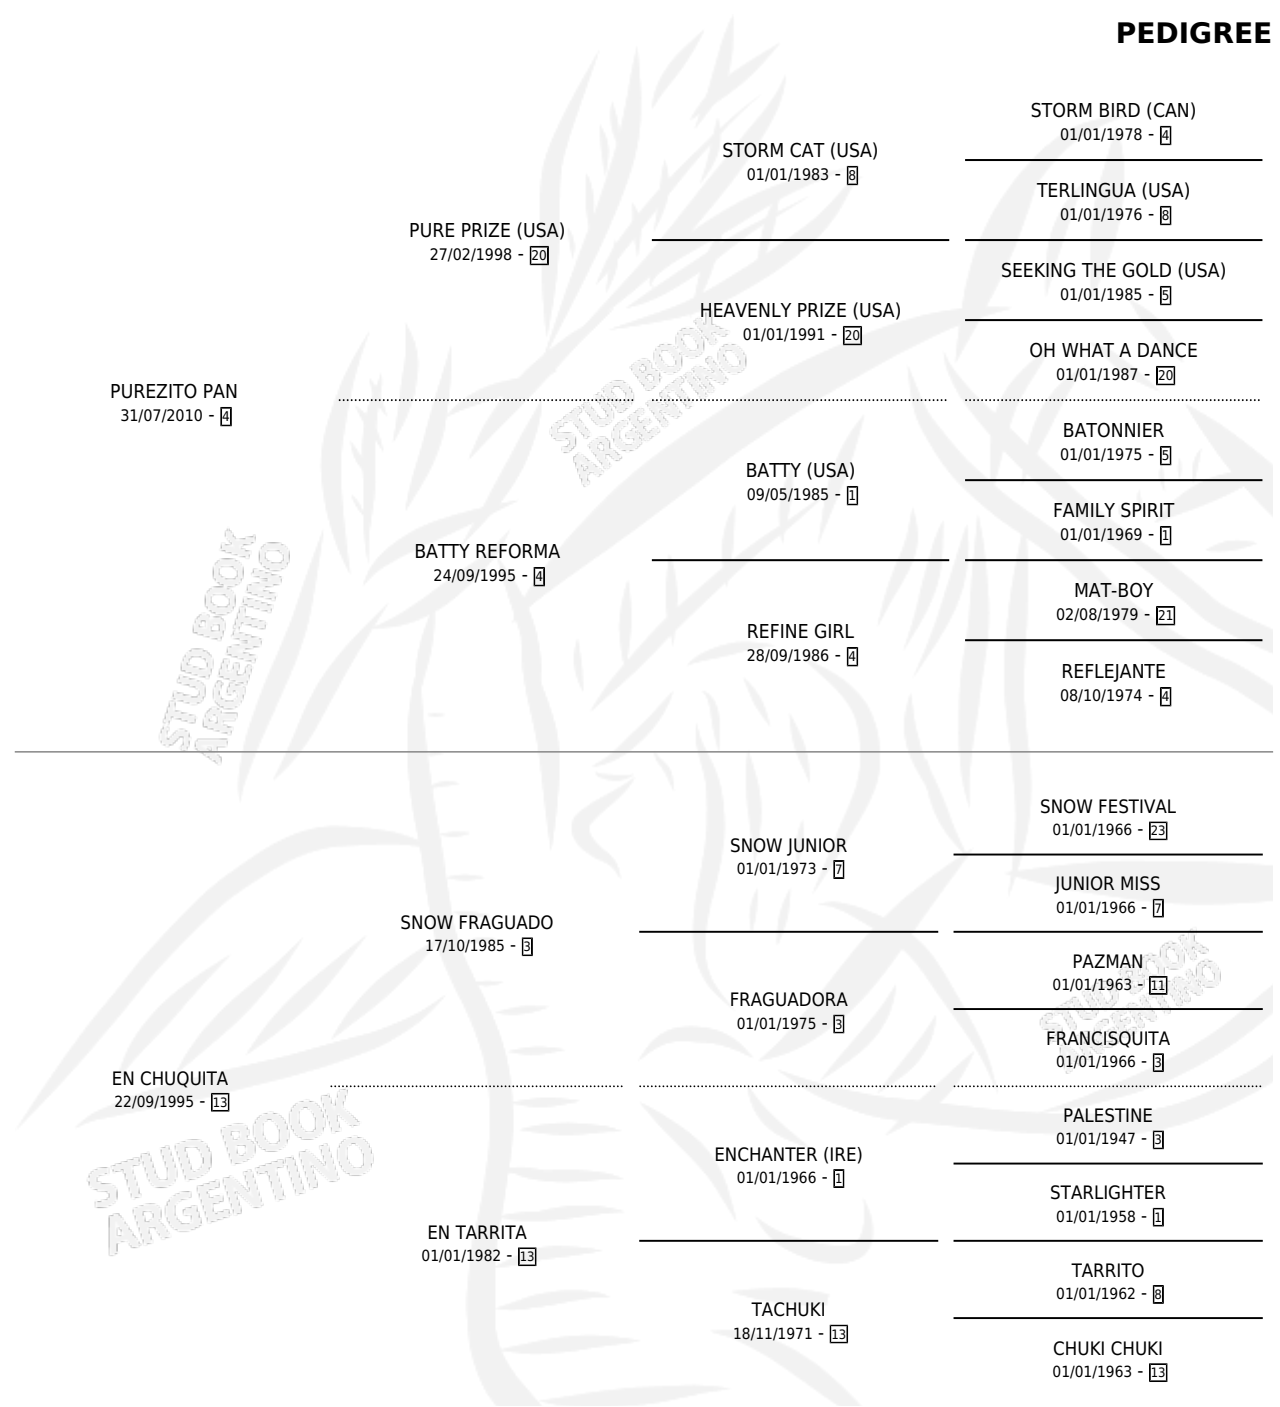 PEDIGREE
STORM BIRD (CAN)
01/01/1978 - 4
STORM CAT (USA)
01/01/1983 - 8
TERLINGUA (USA)
01/01/1976 - 8
PURE PRIZE (USA)
27/02/1998 - 20
SEEKING THE GOLD (USA)
01/01/1985 - 5
HEAVENLY PRIZE (USA)
01/01/1991 - 20
OH WHAT A DANCE
01/01/1987 - 20
PUREZITO PAN
31/07/2010 - 4
BATONNIER
01/01/1975 - 5
BATTY (USA)
09/05/1985 - 1
FAMILY SPIRIT
01/01/1969 - 1
BATTY REFORMA
24/09/1995 - 4
MAT-BOY
02/08/1979 - 21
REFINE GIRL
28/09/1986 - 4
REFLEJANTE
08/10/1974 - 4
STUD BOOK
ARGENTINO
STUD BOOK
ARGENTINO
SNOW FESTIVAL
01/01/1966 - 23
SNOW JUNIOR
01/01/1973 - 7
JUNIOR MISS
01/01/1966 - 7
SNOW FRAGUADO
17/10/1985 - 3
PAZMAN
01/01/1963 - 11
FRAGUADORA
01/01/1975 - 3
FRANCISQUITA
01/01/1966 - 3
EN CHUQUITA
22/09/1995 - 13
PALESTINE
01/01/1947 - 3
ENCHANTER (IRE)
01/01/1966 - 1
STARLIGHTER
01/01/1958 - 1
EN TARRITA
01/01/1982 - 13
TARRITO
01/01/1962 - 8
TACHUKI
18/11/1971 - 13
CHUKI CHUKI
01/01/1963 - 13
STUD BOOK
ARGENTINO
STUD BOOK
ARGENTINO